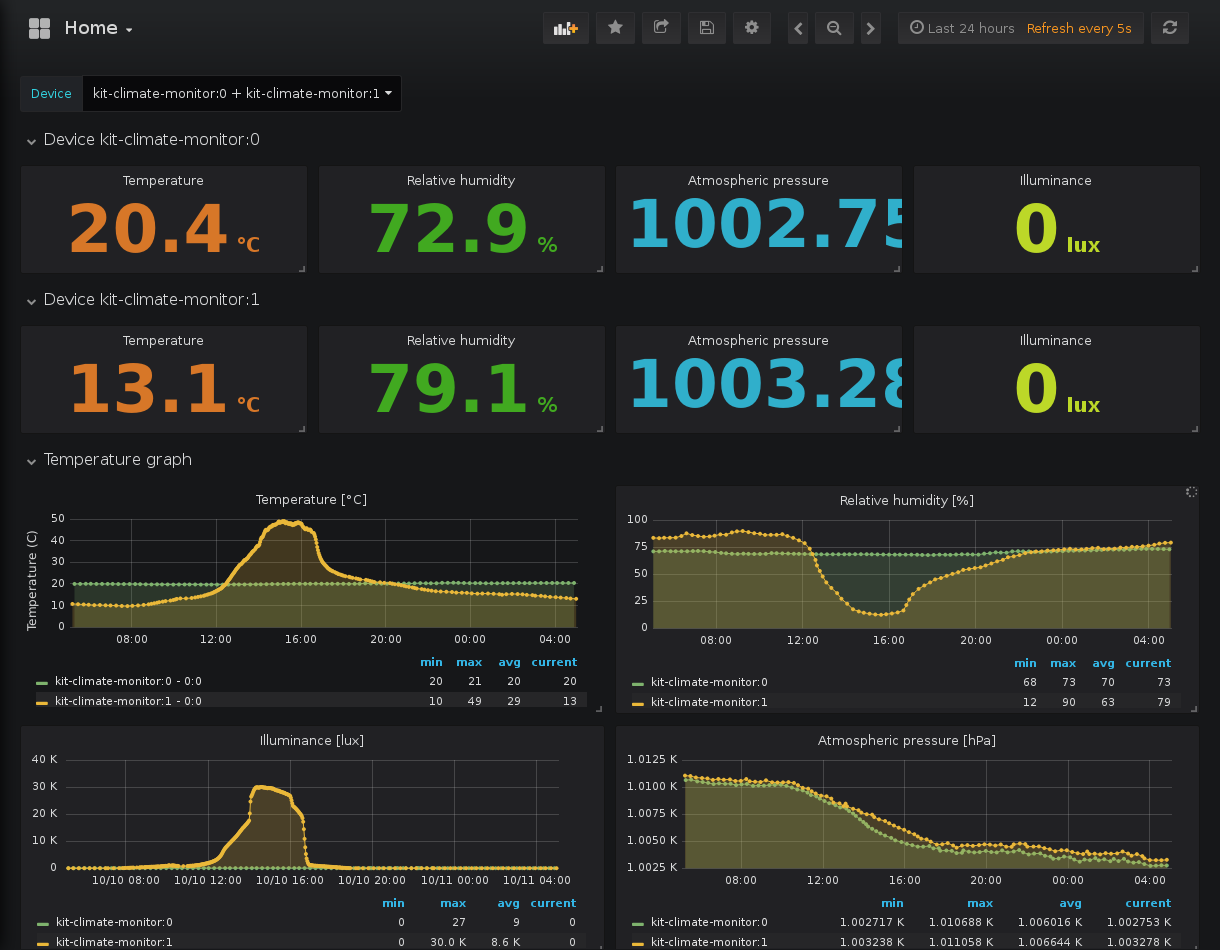 Home
Last 24 hours Refresh every 5s
Device kit-climate-monitor:0 + kit-climate-monitor:1
Device kit-climate-monitor:0
Temperature Relative humidity Atmospheric pressure Illuminance
20.4 °C 72.9 % 1002.75 0 lux
Device kit-climate-monitor:1
Temperature Relative humidity Atmospheric pressure Illuminance
13.1 °C 79.1 % 1003.28 0 lux
Temperature graph
Temperature [°C]
Temperature (C)
50
40
30
20
10
0
08:00 12:00 16:00 20:00 00:00 04:00
min max avg current
kit-climate-monitor:0 - 0:0 20 21 20 20
kit-climate-monitor:1 - 0:0 10 49 29 13
Relative humidity [%]
100
75
50
25
0
08:00 12:00 16:00 20:00 00:00 04:00
min max avg current
kit-climate-monitor:0 68 73 70 73
kit-climate-monitor:1 12 90 63 79
Illuminance [lux]
40 K
30 K
20 K
10 K
0
10/10 08:00 10/10 12:00 10/10 16:00 10/10 20:00 10/11 00:00 10/11 04:00
min max avg current
kit-climate-monitor:0 0 27 9 0
kit-climate-monitor:1 0 30.0 K 8.6 K 0
Atmospheric pressure [hPa]
1.0125 K
1.0100 K
1.0075 K
1.0050 K
1.0025 K
08:00 12:00 16:00 20:00 00:00 04:00
min max avg current
kit-climate-monitor:0 1.002717 K 1.010688 K 1.006016 K 1.002753 K
kit-climate-monitor:1 1.003238 K 1.011058 K 1.006644 K 1.003278 K